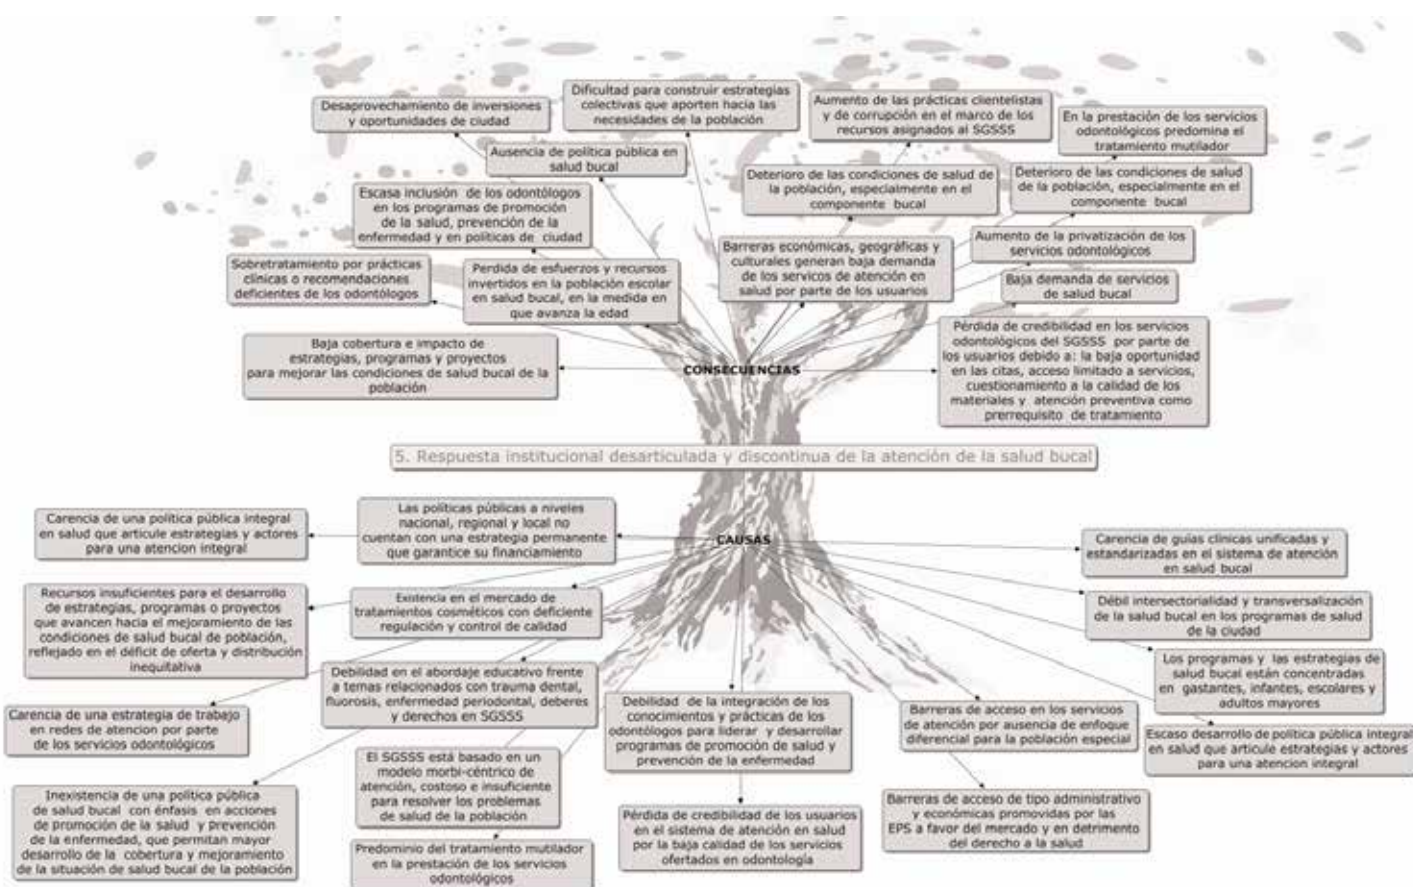 Desaprovechamiento de inversiones
y oportunidades de ciudad
Dificultad para construir estrategias
colectivas que aporten hacia las
necesidades de la población
Aumento de las prácticas clientelistas
y de corrupción en el marco de los
recursos asignados al SGSSS
En la prestación de los servicios
odontológicos predomina el
tratamiento mutilador
Ausencia de política pública en
salud bucal
Deterioro de las condiciones de salud de
la población, especialmente en el
componente bucal
Deterioro de las condiciones de salud
de la población, especialmente en el
componente bucal
Escasa inclusión de los odontólogos
en los programas de promoción
de la salud, prevención de la
enfermedad y en políticas de ciudad
Barreras económicas, geográficas y
culturales generan baja demanda
de los servicos de atención en
salud por parte de los usuarios
Aumento de la privatización de los
servicios odontológicos
Sobretratamiento por prácticas
clínicas o recomendaciones
deficientes de los odontólogos
Perdida de esfuerzos y recursos
invertidos en la población escolar
en salud bucal, en la medida en
que avanza la edad
Baja demanda de servicios
de salud bucal
Baja cobertura e impacto de
estrategias, programas y proyectos
para mejorar las condiciones de salud bucal de la
población
CONSECUENCIAS
Pérdida de credibilidad en los servicios
odontológicos del SGSSS por parte de
los usuarios debido a: la baja oportunidad
en las citas, acceso limitado a servicios,
cuestionamiento a la calidad de los
materiales y atención preventiva como
prerrequisito de tratamiento
5. Respuesta institucional desarticulada y discontinua de la atención de la salud bucal
Carencia de una política pública integral
en salud que articule estrategias y actores
para una atencion integral
Las políticas públicas a niveles
nacional, regional y local no
cuentan con una estrategia permanente
que garantice su financiamiento
CAUSAS
Carencia de guías clínicas unificadas y
estandarizadas en el sistema de atención
en salud bucal
Recursos insuficientes para el desarrollo
de estrategias, programas o proyectos
que avancen hacia el mejoramiento de las
condiciones de salud bucal de población,
reflejado en el déficit de oferta y distribución
inequitativa
Existencia en el mercado de
tratamientos cosméticos con deficiente
regulación y control de calidad
Débil intersectorialidad y transversalización
de la salud bucal en los programas de salud
de la ciudad
Debilidad en el abordaje educativo frente
a temas relacionados con trauma dental,
fluorosis, enfermedad periodontal, deberes
y derechos en SGSSS
Los programas y las estrategias de
salud bucal están concentradas
en gastantes, infantes, escolares y
adultos mayores
Carencia de una estrategia de trabajo
en redes de atencion por parte
de los servicios odontológicos
Debilidad de la integración de los
conocimientos y prácticas de los
odontólogos para liderar y desarrollar
programas de promoción de salud y
prevención de la enfermedad
Barreras de acceso en los servicios
de atención por ausencia de enfoque
diferencial para la población especial
Escaso desarrollo de política pública integral
en salud que articule estrategias y actores
para una atencion integral
El SGSSS está basado en un
modelo morbi-céntrico de
atención, costoso e insuficiente
para resolver los problemas
de salud de la población
Inexistencia de una política pública
de salud bucal con énfasis en acciones
de promoción de la salud y prevención
de la enfermedad, que permitan mayor
desarrollo de la cobertura y mejoramiento
de la situación de salud bucal de la población
Pérdida de credibilidad de los usuarios
en el sistema de atención en salud
por la baja calidad de los servicios
ofertados en odontología
Barreras de acceso de tipo administrativo
y económicas promovidas por las
EPS a favor del mercado y en detrimento
del derecho a la salud
Predominio del tratamiento mutilador
en la prestación de los servicios
odontológicos